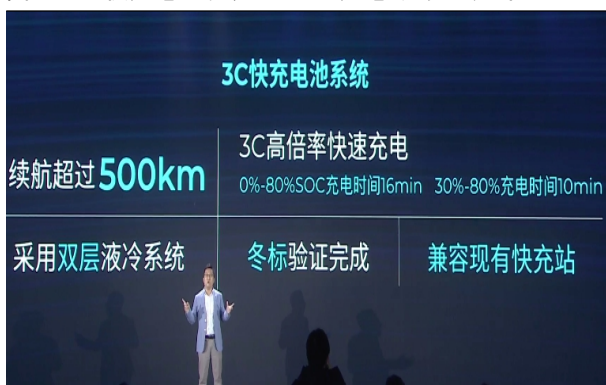 3C快充电池系统
续航超过500km
3C高倍率快速充电
0%-80%SOC充电时间16min 30%-80%充电时间10min
采用双层液冷系统
冬标验证完成
兼容现有快充站